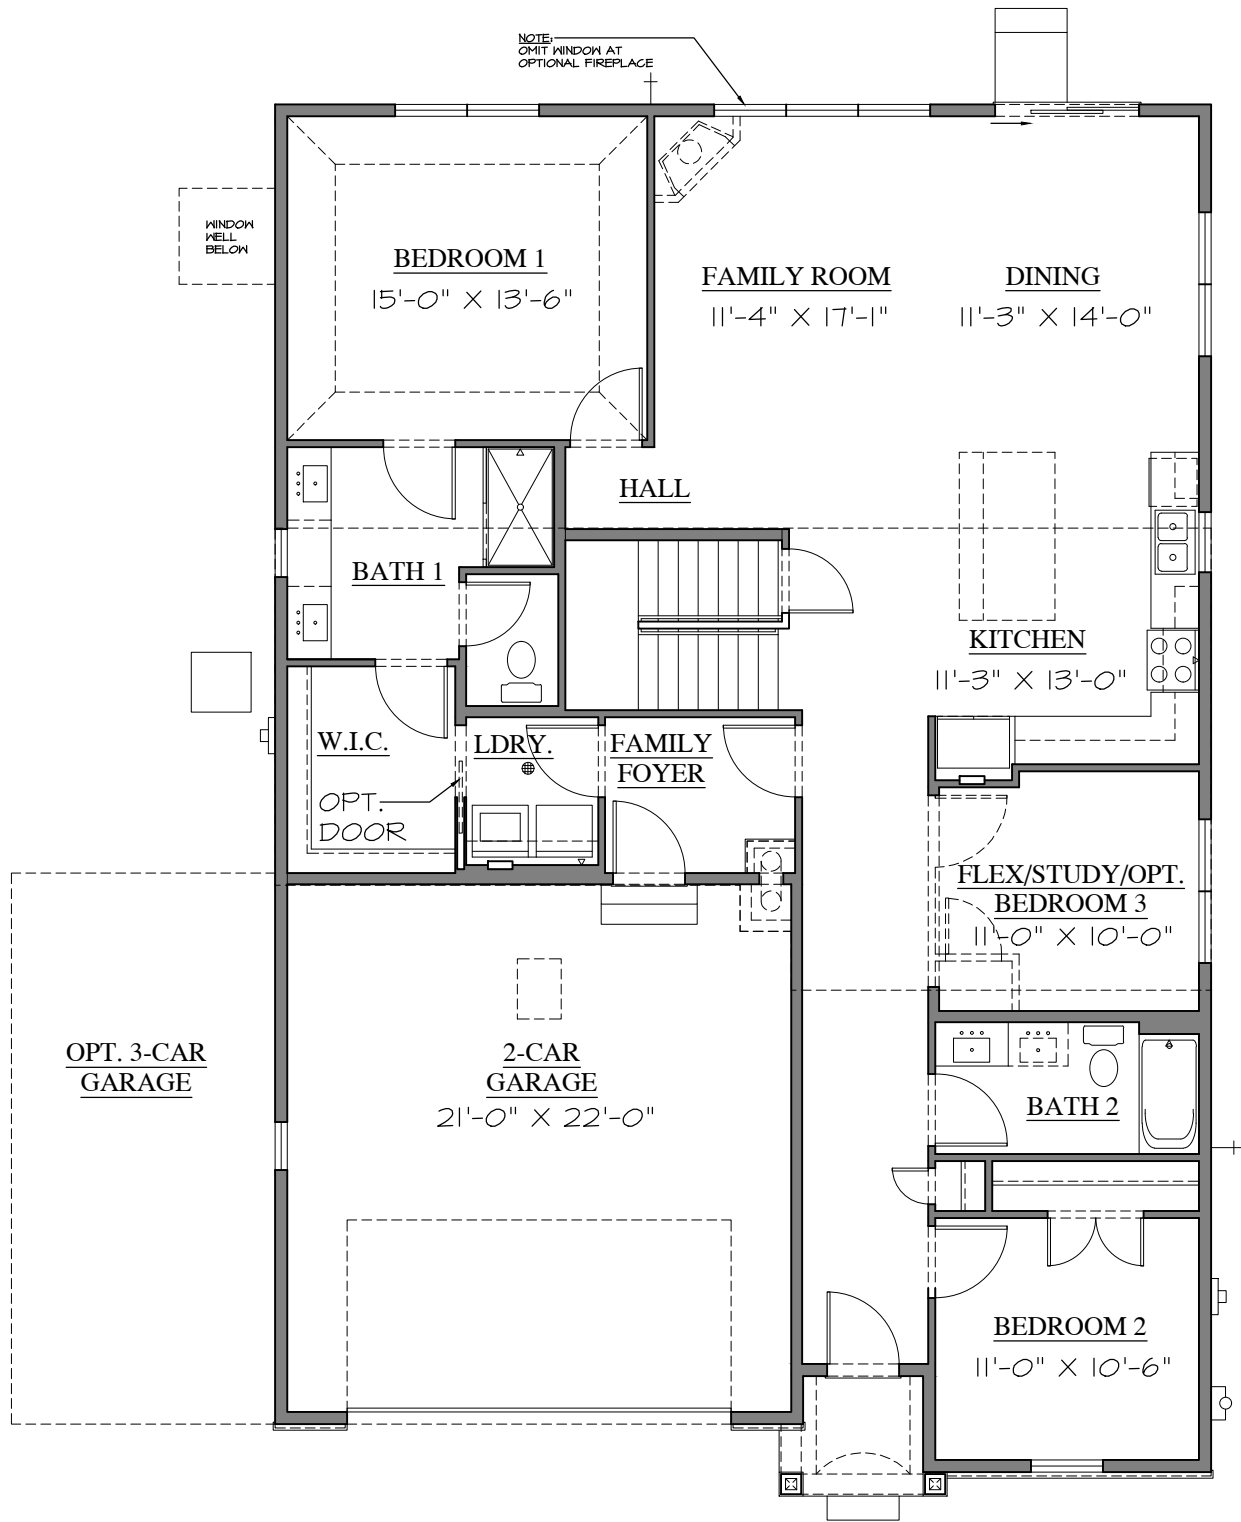 NOTE:
OMIT WINDOW AT
OPTIONAL FIREPLACE
WINDOW
WELL
BELOW
BEDROOM 1
15'-0" X 13'-6"
FAMILY ROOM
11'-4" X 17'-1"
DINING
11'-3" X 14'-0"
HALL
BATH 1
KITCHEN
11'-3" X 13'-0"
W.I.C.
LDRY.
FAMILY
FOYER
OPT.
DOOR
FLEX/STUDY/OPT.
BEDROOM 3
11'-0" X 10'-0"
OPT. 3-CAR
GARAGE
2-CAR
GARAGE
21'-0" X 22'-0"
BATH 2
BEDROOM 2
11'-0" X 10'-6"